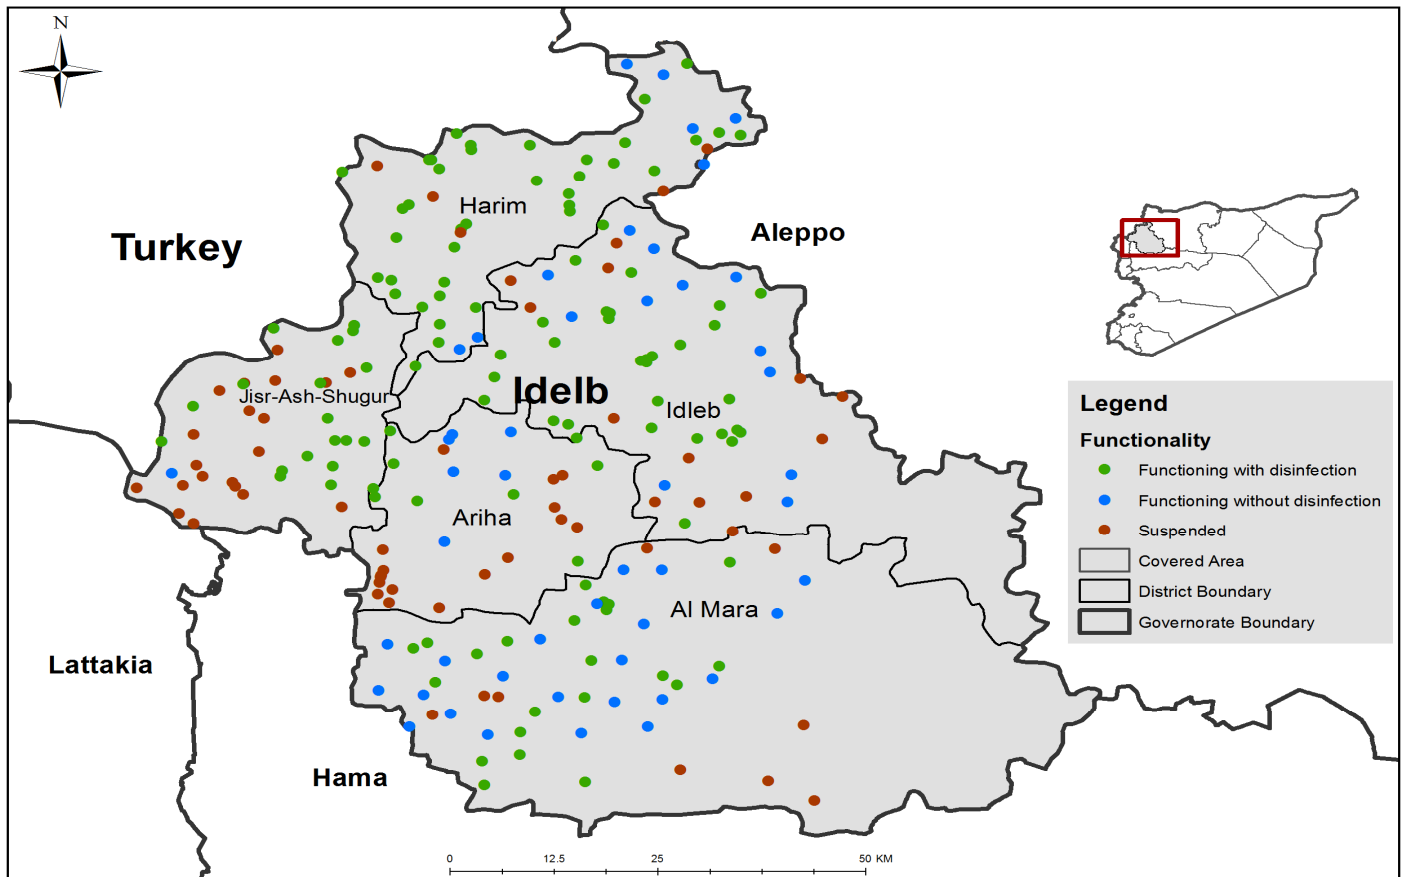 N
Harim
Turkey
Aleppo
Jisr-Ash-Shugur
Idelb
Idleb
Ariha
Al Mara
Lattakia
Hama
Legend
Functionality
Functioning with disinfection
Functioning without disinfection
Suspended
Covered Area
District Boundary
Governorate Boundary
0 12.5 25 50 KM